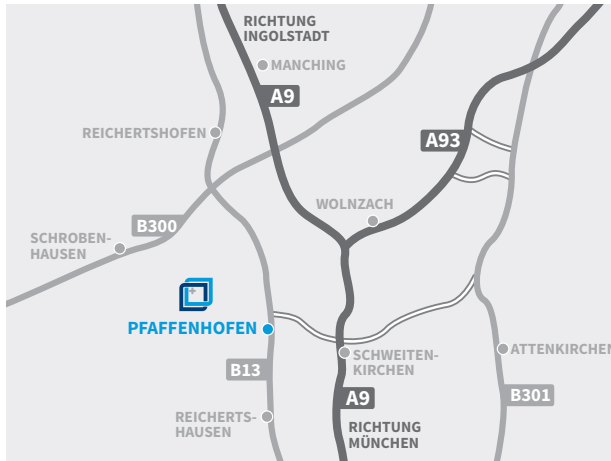 RICHTUNG
INGOLSTADT
MANCHING
A9
REICHERTSHOFEN
A93
WOLNZACH
B300
SCHROBEN-
HAUSEN
PFAFFENHOFEN
SCHWEITEN-
KIRCHEN
ATTENKIRCHEN
B13
A9
B301
REICHERTS-
HAUSEN
RICHTUNG
MÜNCHEN